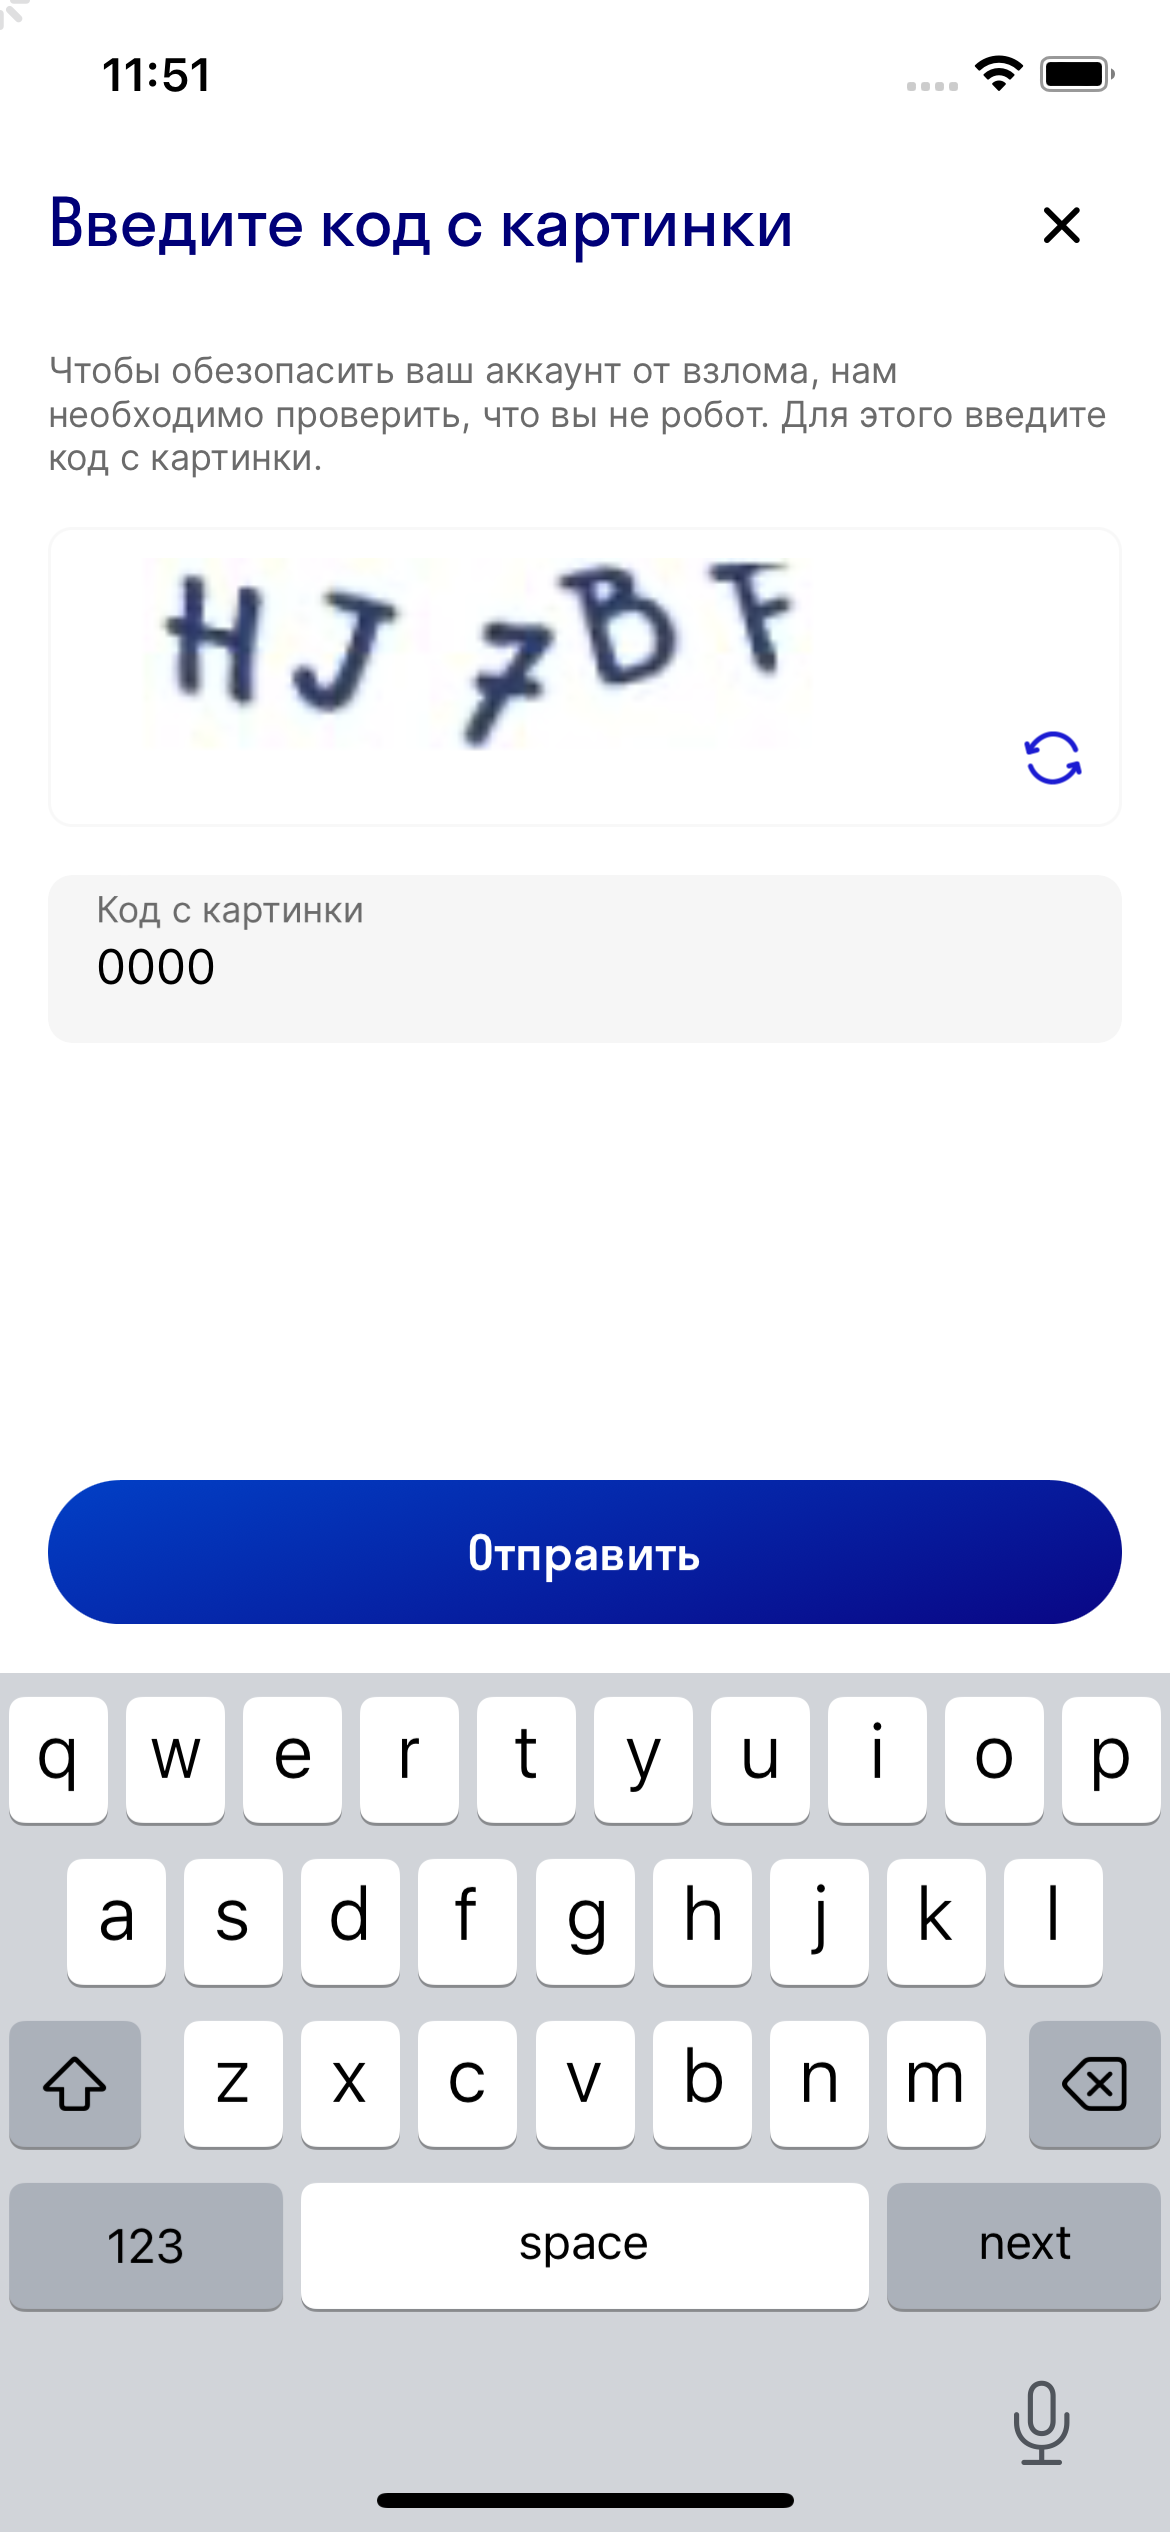 11:51
Введите код с картинки
Чтобы обезопасить ваш аккаунт от взлома, нам
необходимо проверить, что вы не робот. Для этого введите
код с картинки.
HJ7BF
Код с картинки
0000
Отправить
q w e r t y u i o p
a s d f g h j k l
z x c v b n m
123 space next